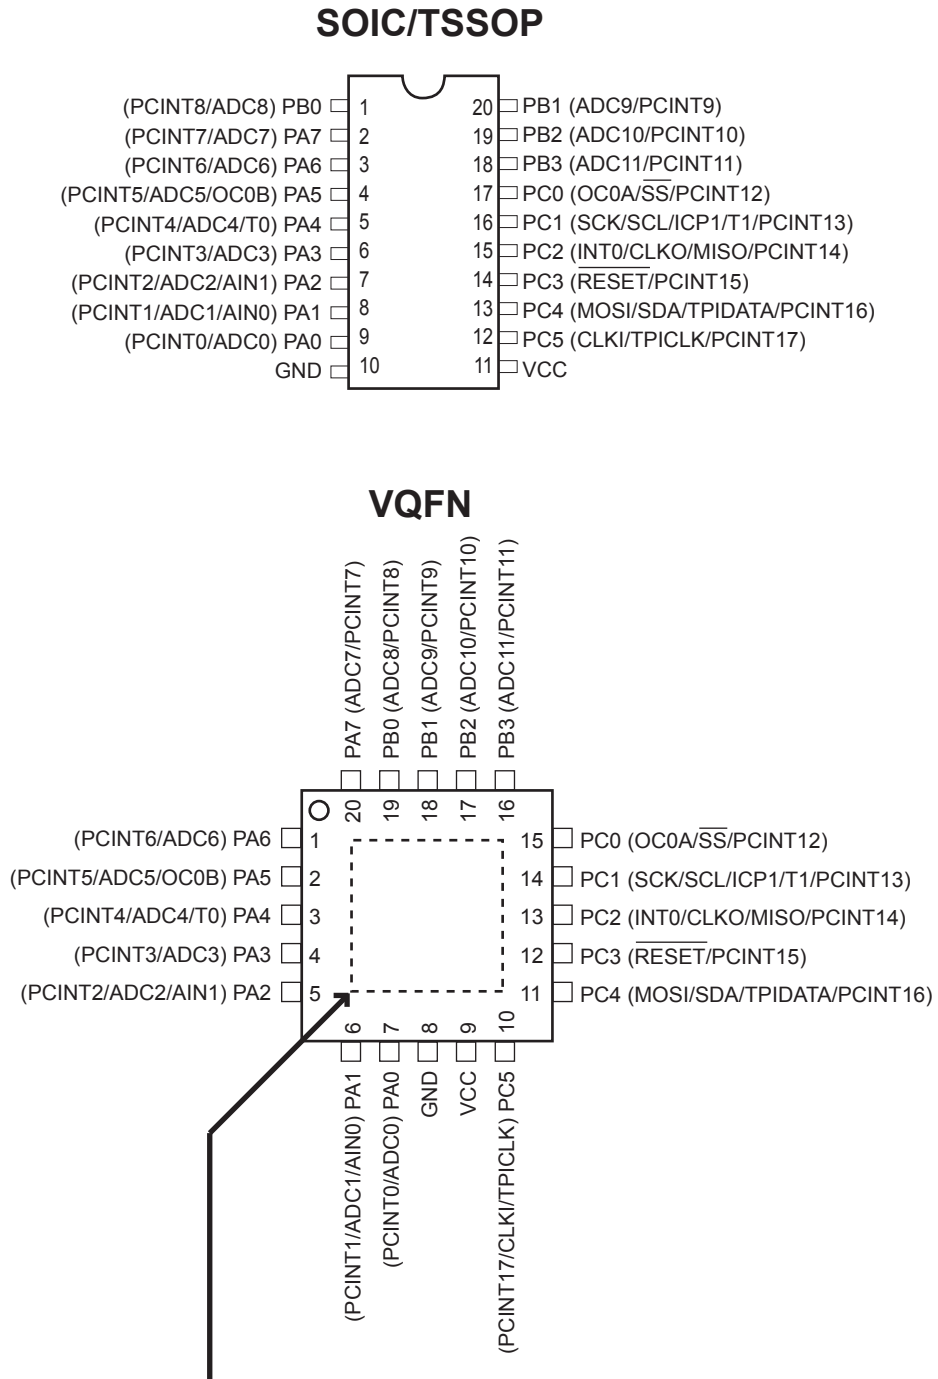 SOIC/TSSOP
(PCINT8/ADC8) PB0 1 20 PB1 (ADC9/PCINT9)
(PCINT7/ADC7) PA7 2 19 PB2 (ADC10/PCINT10)
(PCINT6/ADC6) PA6 3 18 PB3 (ADC11/PCINT11)
(PCINT5/ADC5/OC0B) PA5 4 17 PC0 (OC0A/SS/PCINT12)
(PCINT4/ADC4/T0) PA4 5 16 PC1 (SCK/SCL/ICP1/T1/PCINT13)
(PCINT3/ADC3) PA3 6 15 PC2 (INT0/CLKO/MISO/PCINT14)
(PCINT2/ADC2/AIN1) PA2 7 14 PC3 (RESET/PCINT15)
(PCINT1/ADC1/AIN0) PA1 8 13 PC4 (MOSI/SDA/TPIDATA/PCINT16)
(PCINT0/ADC0) PA0 9 12 PC5 (CLKI/TPICLK/PCINT17)
GND 10 11 VCC
VQFN
PA7 (ADC7/PCINT7)
PB0 (ADC8/PCINT8)
PB1 (ADC9/PCINT9)
PB2 (ADC10/PCINT10)
PB3 (ADC11/PCINT11)
20 19 18 17 16
(PCINT6/ADC6) PA6 1 15 PC0 (OC0A/SS/PCINT12)
(PCINT5/ADC5/OC0B) PA5 2 14 PC1 (SCK/SCL/ICP1/T1/PCINT13)
(PCINT4/ADC4/T0) PA4 3 13 PC2 (INT0/CLKO/MISO/PCINT14)
(PCINT3/ADC3) PA3 4 12 PC3 (RESET/PCINT15)
(PCINT2/ADC2/AIN1) PA2 5 11 PC4 (MOSI/SDA/TPIDATA/PCINT16)
6 7 8 9 10
(PCINT1/ADC1/AIN0) PA1
(PCINT0/ADC0) PA0
GND
VCC
(PCINT17/CLKI/TPICLK) PC5